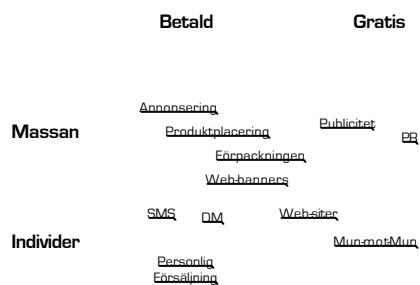 Betald Gratis
Annonsering
Massan Produktplacering Publicitet PR
Förpackningen
Web-banners
SMS DM Web-siter
Individer Mun-mot-Mun
Personlig
Försäljning